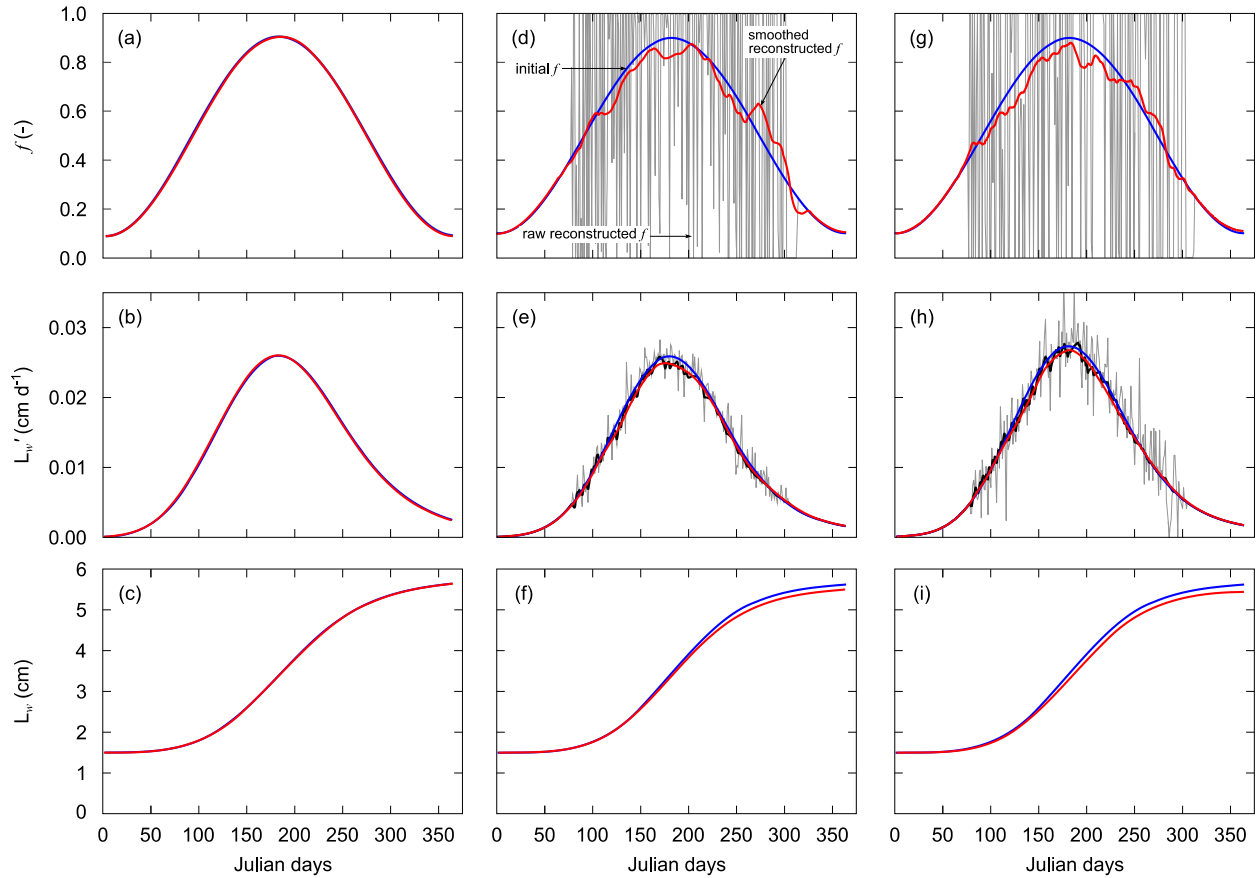 1.0
0.8
0.6
0.4
0.2
0.0
f (-)
(a)
(d)
initial f
smoothed
reconstructed f
raw reconstructed f
(g)
0.03
0.02
0.01
0.00
Lw′ (cm d-1)
(b)
(e)
(h)
6
5
4
3
2
1
0
Lw (cm)
(c)
(f)
(i)
0 50 100 150 200 250 300 350
0 50 100 150 200 250 300 350
0 50 100 150 200 250 300 350
Julian days
Julian days
Julian days